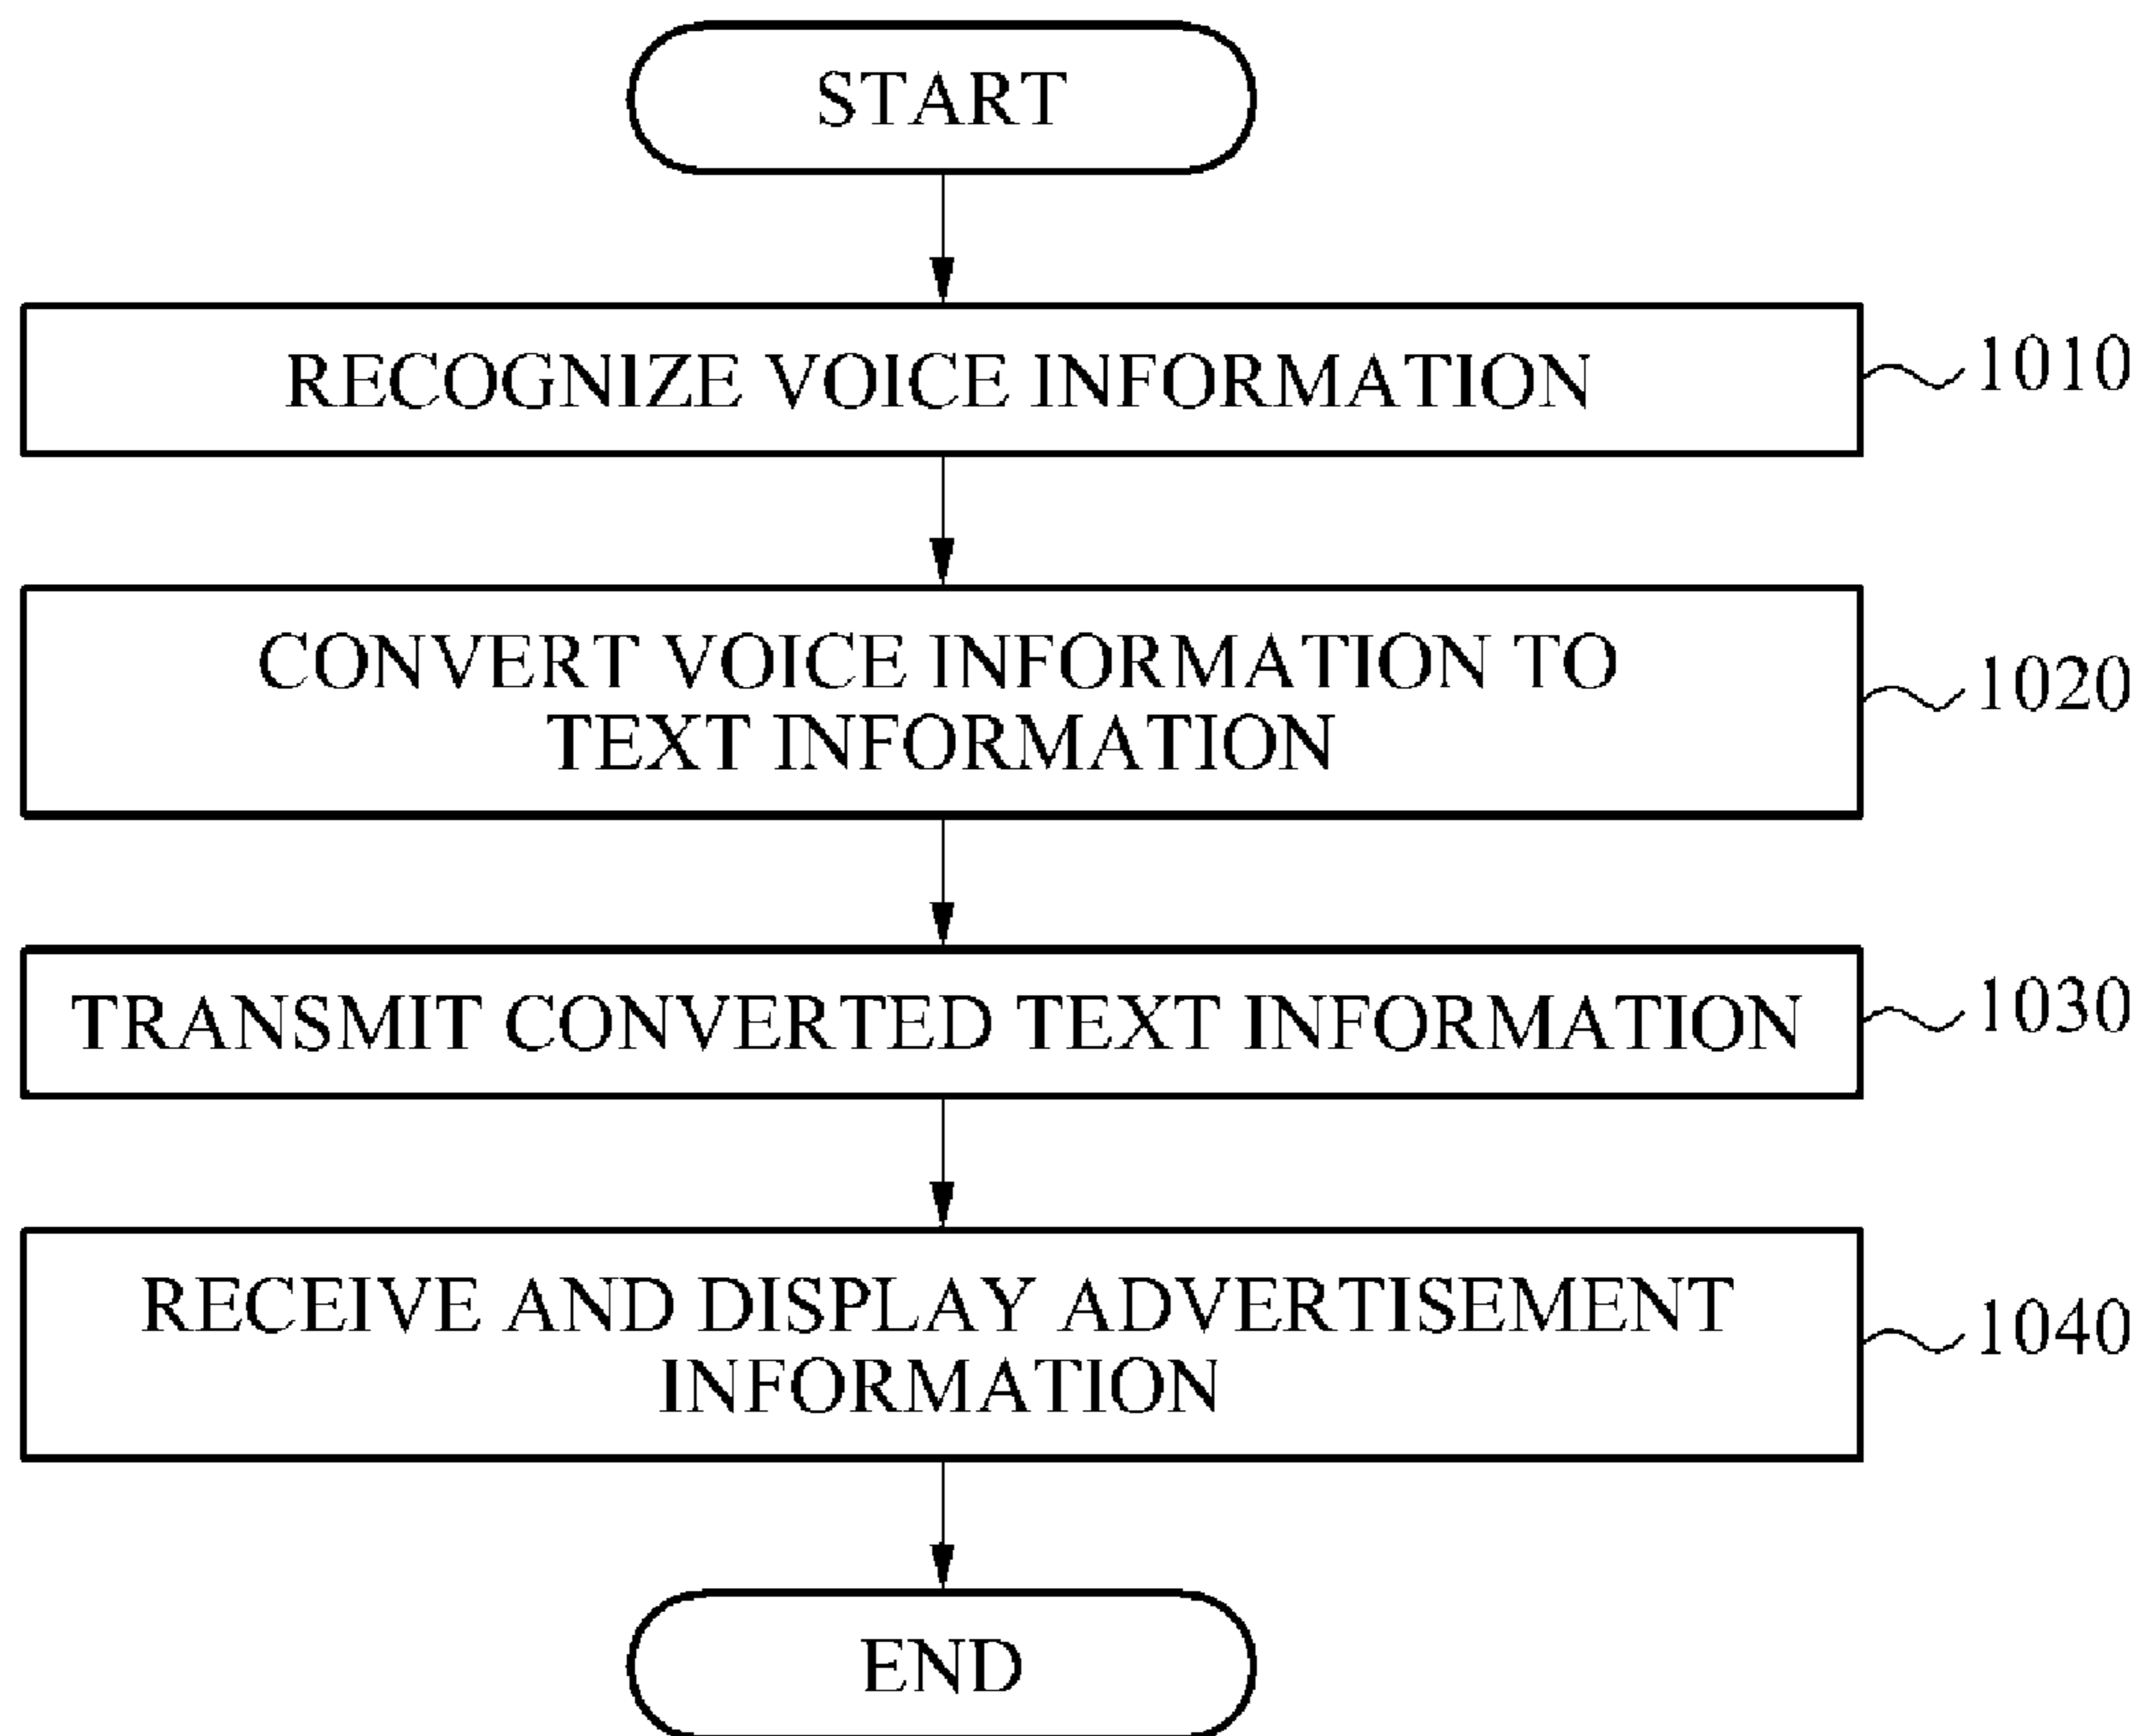 START
RECOGNIZE VOICE INFORMATION
1010
CONVERT VOICE INFORMATION TO
TEXT INFORMATION
1020
TRANSMIT CONVERTED TEXT INFORMATION
1030
RECEIVE AND DISPLAY ADVERTISEMENT
INFORMATION
1040
END